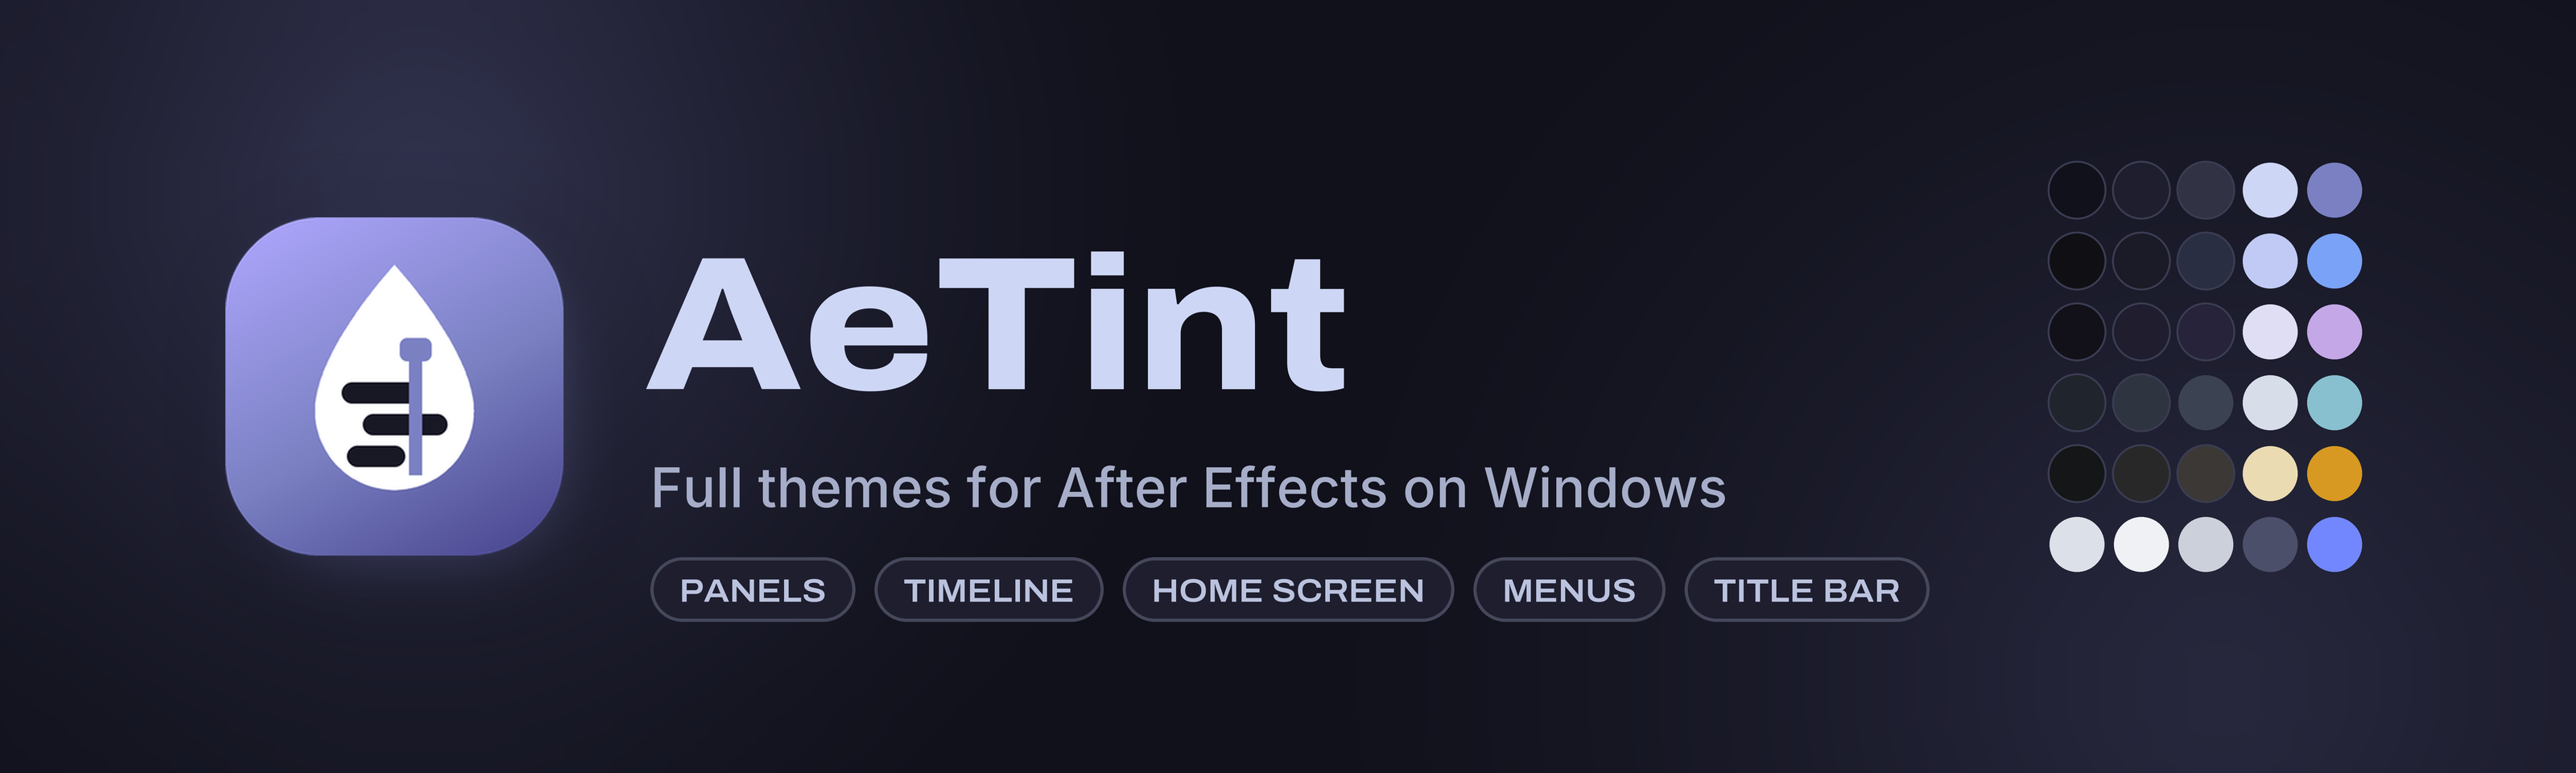 AeTint
Full themes for After Effects on Windows
PANELS TIMELINE HOME SCREEN MENUS TITLE BAR